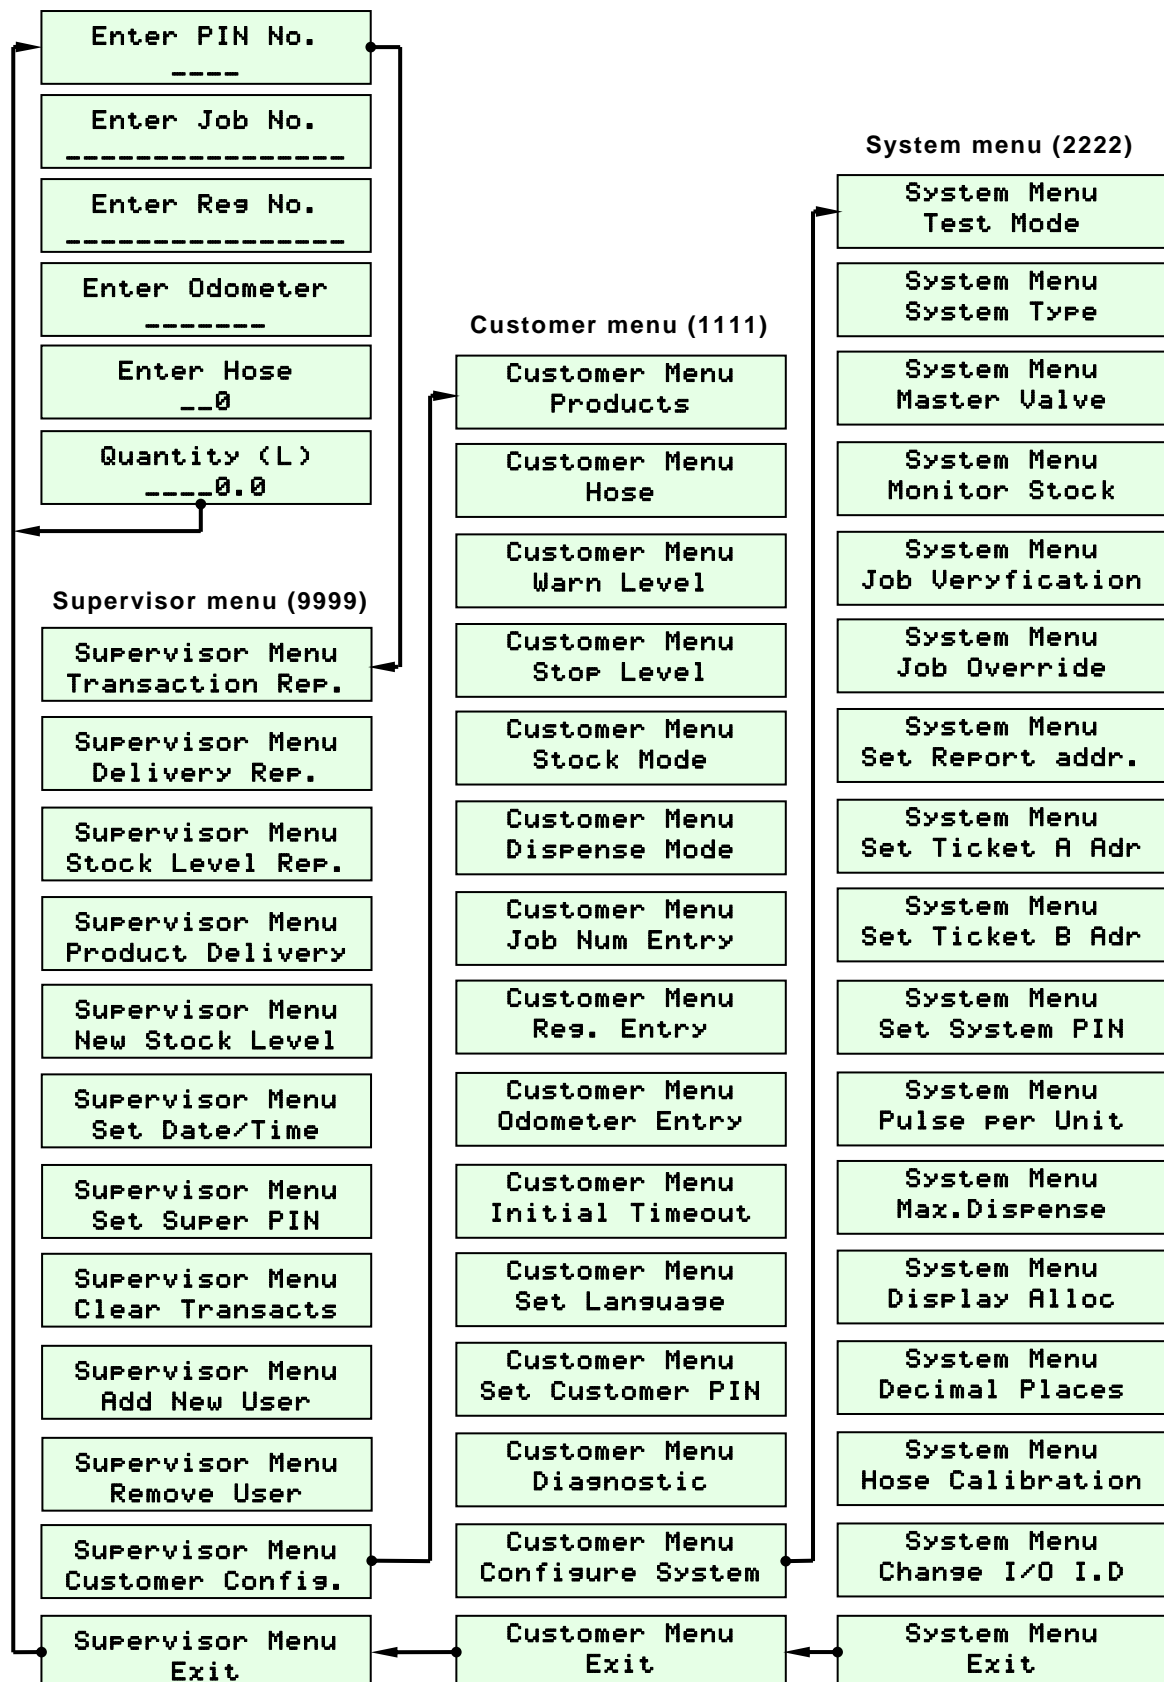 Enter PIN No.
____
Enter Job No.
________________
Enter Reg No.
________________
Enter Odometer
_______
Enter Hose
__0
Quantity (L)
____0.0
Supervisor menu (9999)
Supervisor Menu
Transaction Rep.
Supervisor Menu
Delivery Rep.
Supervisor Menu
Stock Level Rep.
Supervisor Menu
Product Delivery
Supervisor Menu
New Stock Level
Supervisor Menu
Set Date/Time
Supervisor Menu
Set Super PIN
Supervisor Menu
Clear Transacts
Supervisor Menu
Add New User
Supervisor Menu
Remove User
Supervisor Menu
Customer Config.
Supervisor Menu
Exit
Customer menu (1111)
Customer Menu
Products
Customer Menu
Hose
Customer Menu
Warn Level
Customer Menu
Stop Level
Customer Menu
Stock Mode
Customer Menu
Dispense Mode
Customer Menu
Job Num Entry
Customer Menu
Reg. Entry
Customer Menu
Odometer Entry
Customer Menu
Initial Timeout
Customer Menu
Set Language
Customer Menu
Set Customer PIN
Customer Menu
Diagnostic
Customer Menu
Configure System
Customer Menu
Exit
System menu (2222)
System Menu
Test Mode
System Menu
System Type
System Menu
Master Valve
System Menu
Monitor Stock
System Menu
Job Veryfication
System Menu
Job Override
System Menu
Set Report addr.
System Menu
Set Ticket A Adr
System Menu
Set Ticket B Adr
System Menu
Set System PIN
System Menu
Pulse per Unit
System Menu
Max.Dispense
System Menu
Display Alloc
System Menu
Decimal Places
System Menu
Hose Calibration
System Menu
Change I/O I.D
System Menu
Exit